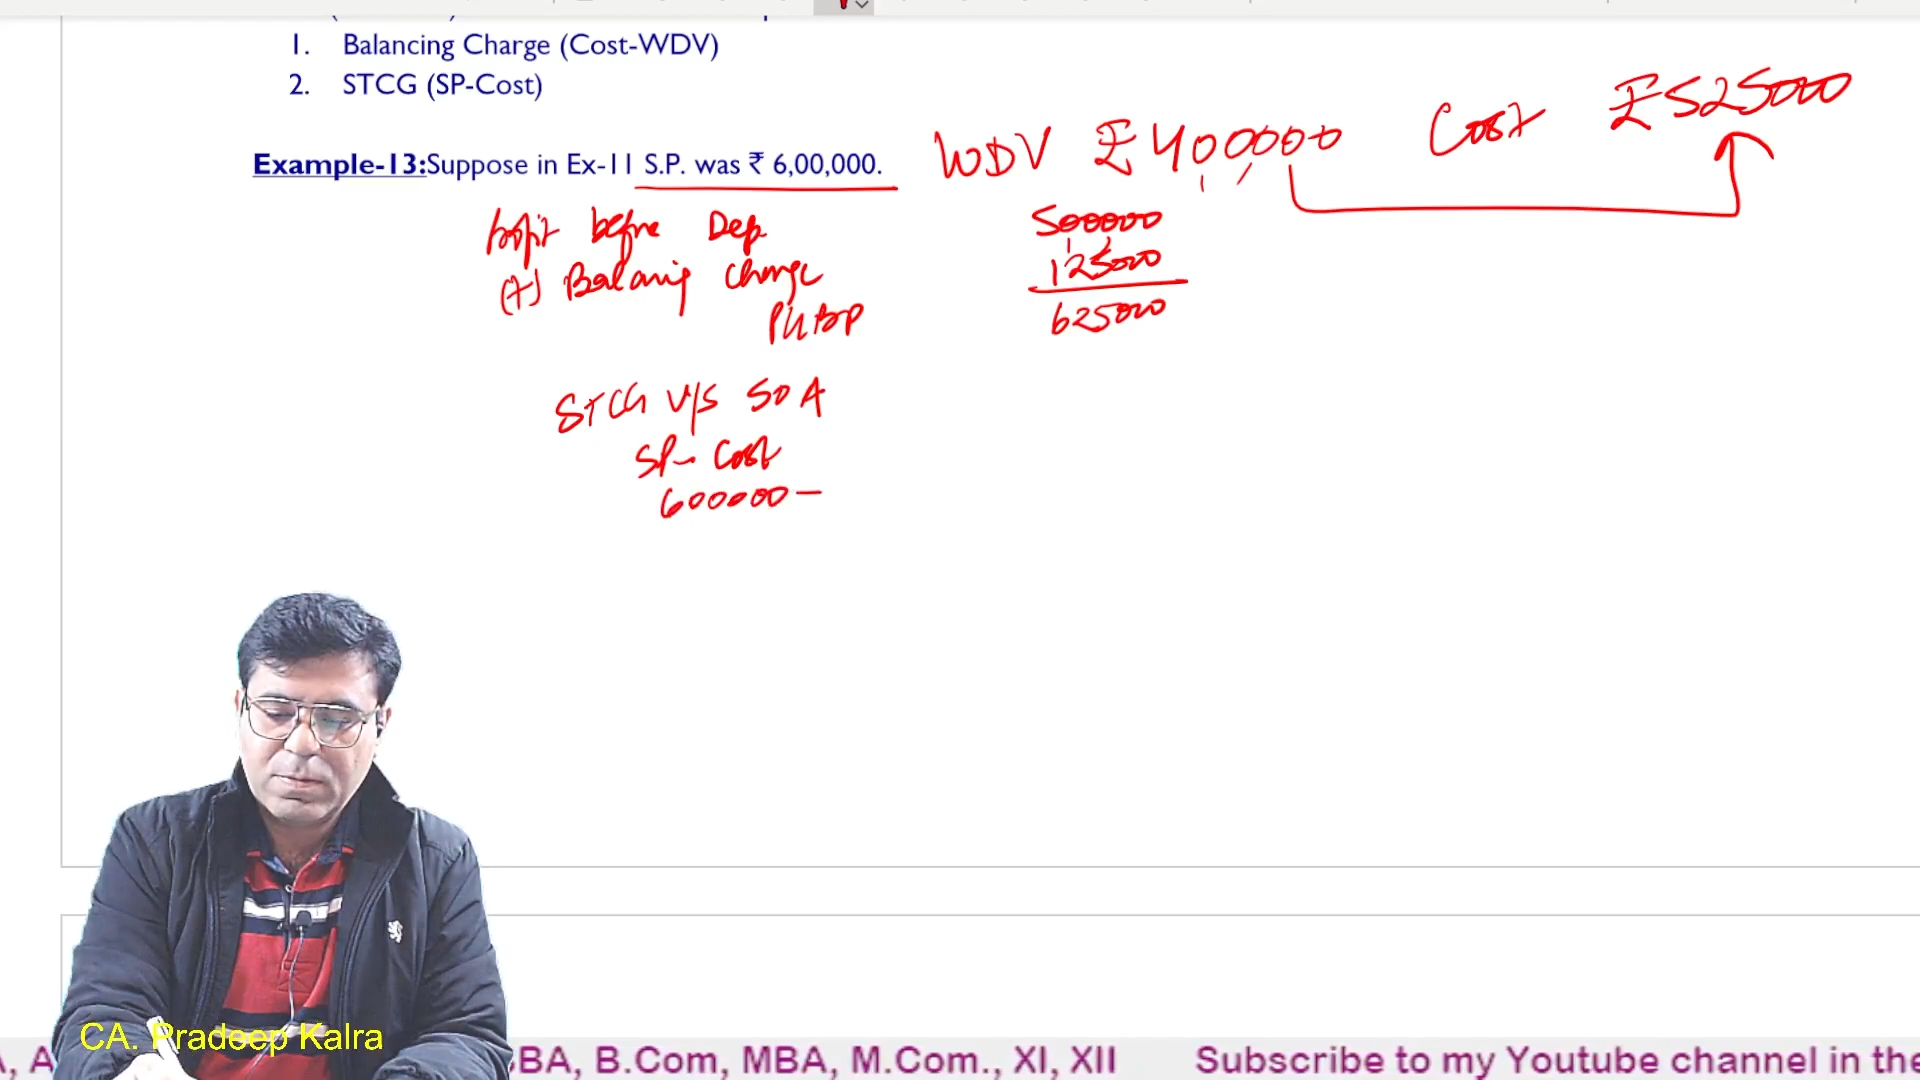 1. Balancing Charge (Cost-WDV)
2. STCG (SP-Cost)
Example-13:Suppose in Ex-11 S.P. was ₹ 6,00,000. WDV ₹ 400000 Cost ₹ 525000
Profit before Dep. 500000
(+) Balancing Charge 125000
PGBP 625000
STCG U/S 50A
SP - Cost
600000 -
CA. Pradeep Kalra
A, BBA, B.Com, MBA, M.Com., XI, XII Subscribe to my Youtube channel in the